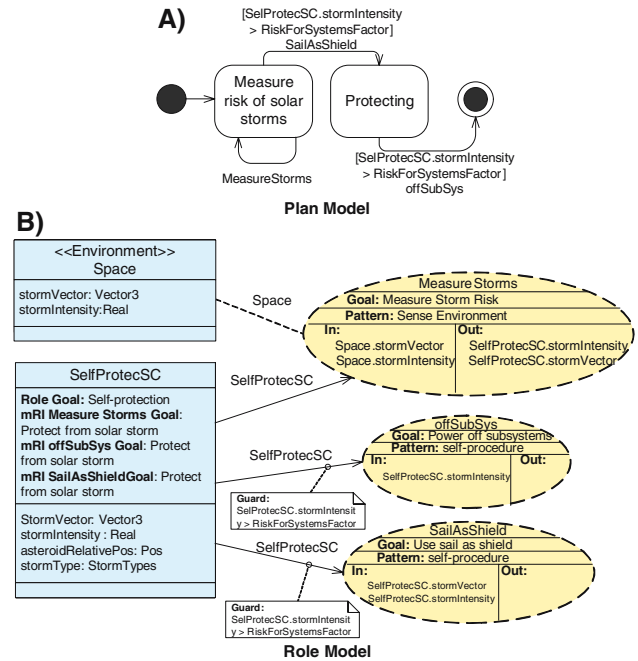 A)
[SelProtecSC.stormIntensity
> RiskForSystemsFactor]
SailAsShield
Measure
risk of solar
storms
Protecting
MeasureStorms
[SelProtecSC.stormIntensity
> RiskForSystemsFactor]
offSubSys
Plan Model
B)
<<Environment>>
Space
stormVector: Vector3
stormIntensity:Real
Space
MeasureStorms
Goal: Measure Storm Risk
Pattern: Sense Environment
In:
Space.stormVector
Space.stormIntensity
Out:
SelfProtecSC.stormIntensity
SelfProtecSC.stormVector
SelfProtecSC
Role Goal: Self-protection
mRI Measure Storms Goal:
Protect from solar storm
mRI offSubSys Goal: Protect
from solar storm
mRI SailAsShieldGoal: Protect
from solar storm
StormVector: Vector3
stormIntensity : Real
asteroidRelativePos: Pos
stormType: StormTypes
SelfProtecSC
SelfProtecSC
offSubSys
Goal: Power off subsystems
Pattern: self-procedure
In:
SelfProtecSC.stormIntensity
Out:
Guard:
SelfProtecSC.stormIntensit
y > RiskForSystemsFactor
SelfProtecSC
SailAsShield
Goal: Use sail as shield
Pattern: self-procedure
In:
SelfProtecSC.stormVector
SelfProtecSC.stormIntensity
Out:
Guard:
SelfProtecSC.stormIntensit
y > RiskForSystemsFactor
Role Model